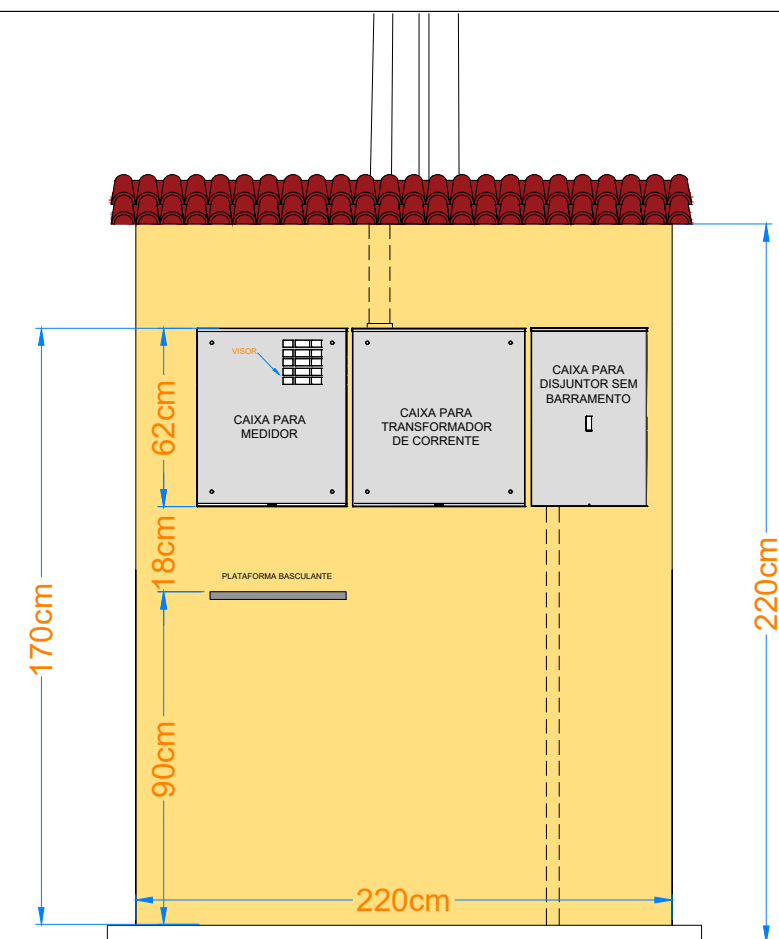 VISOR
CAIXA PARA
MEDIDOR
CAIXA PARA
TRANSFORMADOR
DE CORRENTE
CAIXA PARA
DISJUNTOR SEM
BARRAMENTO
62cm
18cm
PLATAFORMA BASCULANTE
170cm
220cm
90cm
220cm